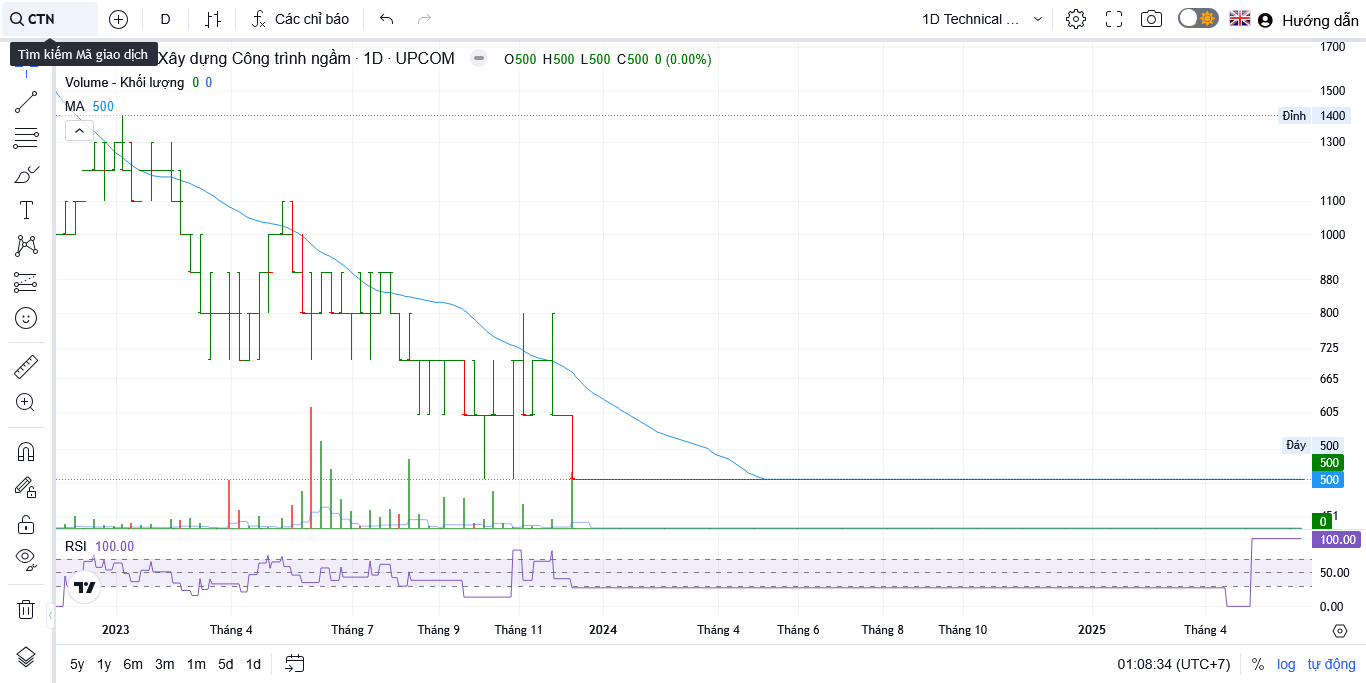 CTN
D
Các chỉ báo
1D Technical ...
Hướng dẫn
Tìm kiếm Mã giao dịch
Xây dựng Công trình ngầm · 1D · UPCOM
O500 H500 L500 C500 0 (0.00%)
Volume - Khối lượng 0 0
MA 500
1700
1500
Đỉnh 1400
1300
1100
1000
880
800
725
665
605
Đáy 500
500
500
0
RSI 100.00
100.00
50.00
0.00
2023 Tháng 4 Tháng 7 Tháng 9 Tháng 11 2024 Tháng 4 Tháng 6 Tháng 8 Tháng 10 2025 Tháng 4
5y 1y 6m 3m 1m 5d 1d
01:08:34 (UTC+7) % log tự động